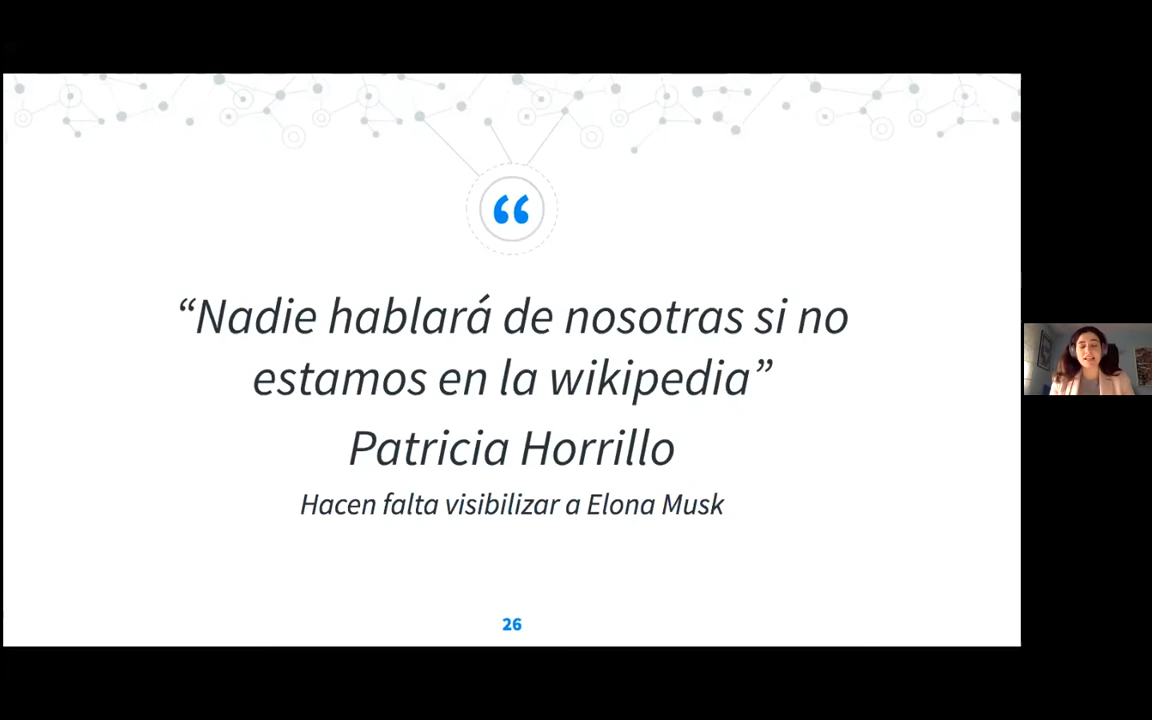 “
“Nadie hablará de nosotras si no
estamos en la wikipedia”
Patricia Horrillo
Hacen falta visibilizar a Elona Musk
26